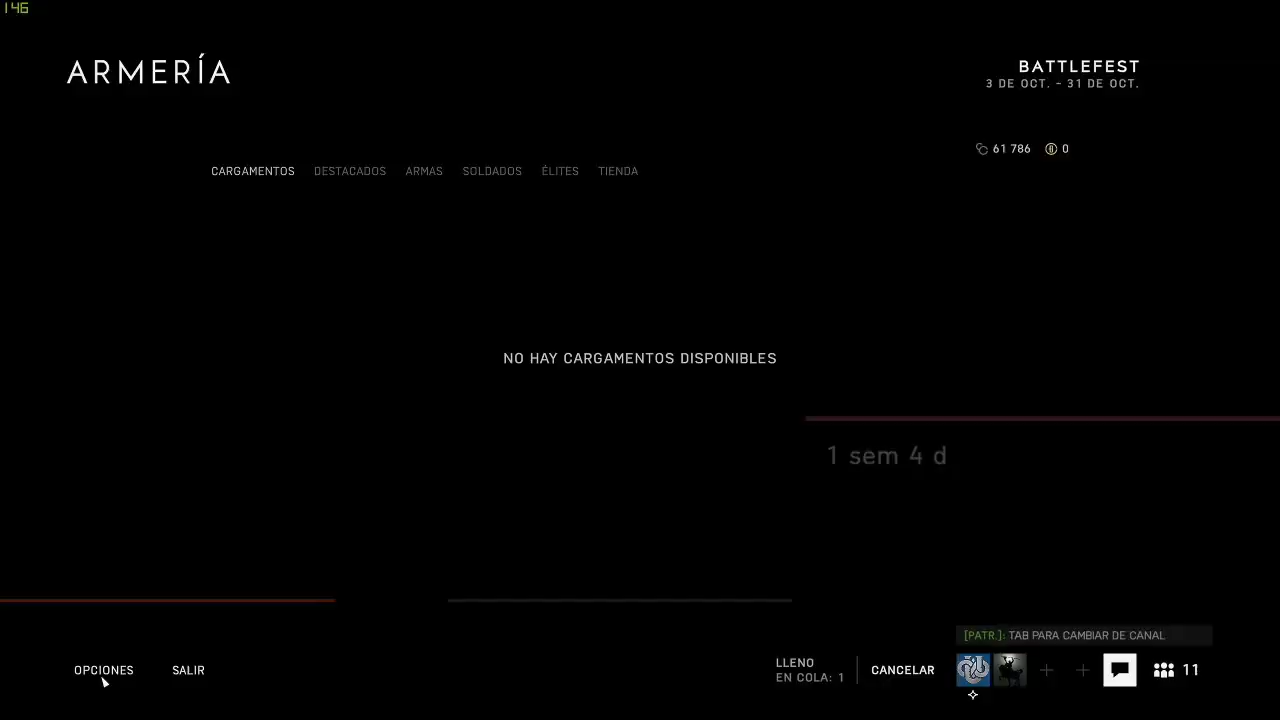 146
ARMERÍA
BATTLEFEST
3 DE OCT. - 31 DE OCT.
61 786 0
CARGAMENTOS DESTACADOS ARMAS SOLDADOS ÉLITES TIENDA
NO HAY CARGAMENTOS DISPONIBLES
1 sem 4 d
[PATR.]: TAB PARA CAMBIAR DE CANAL
OPCIONES SALIR
LLENO
EN COLA: 1
CANCELAR
11